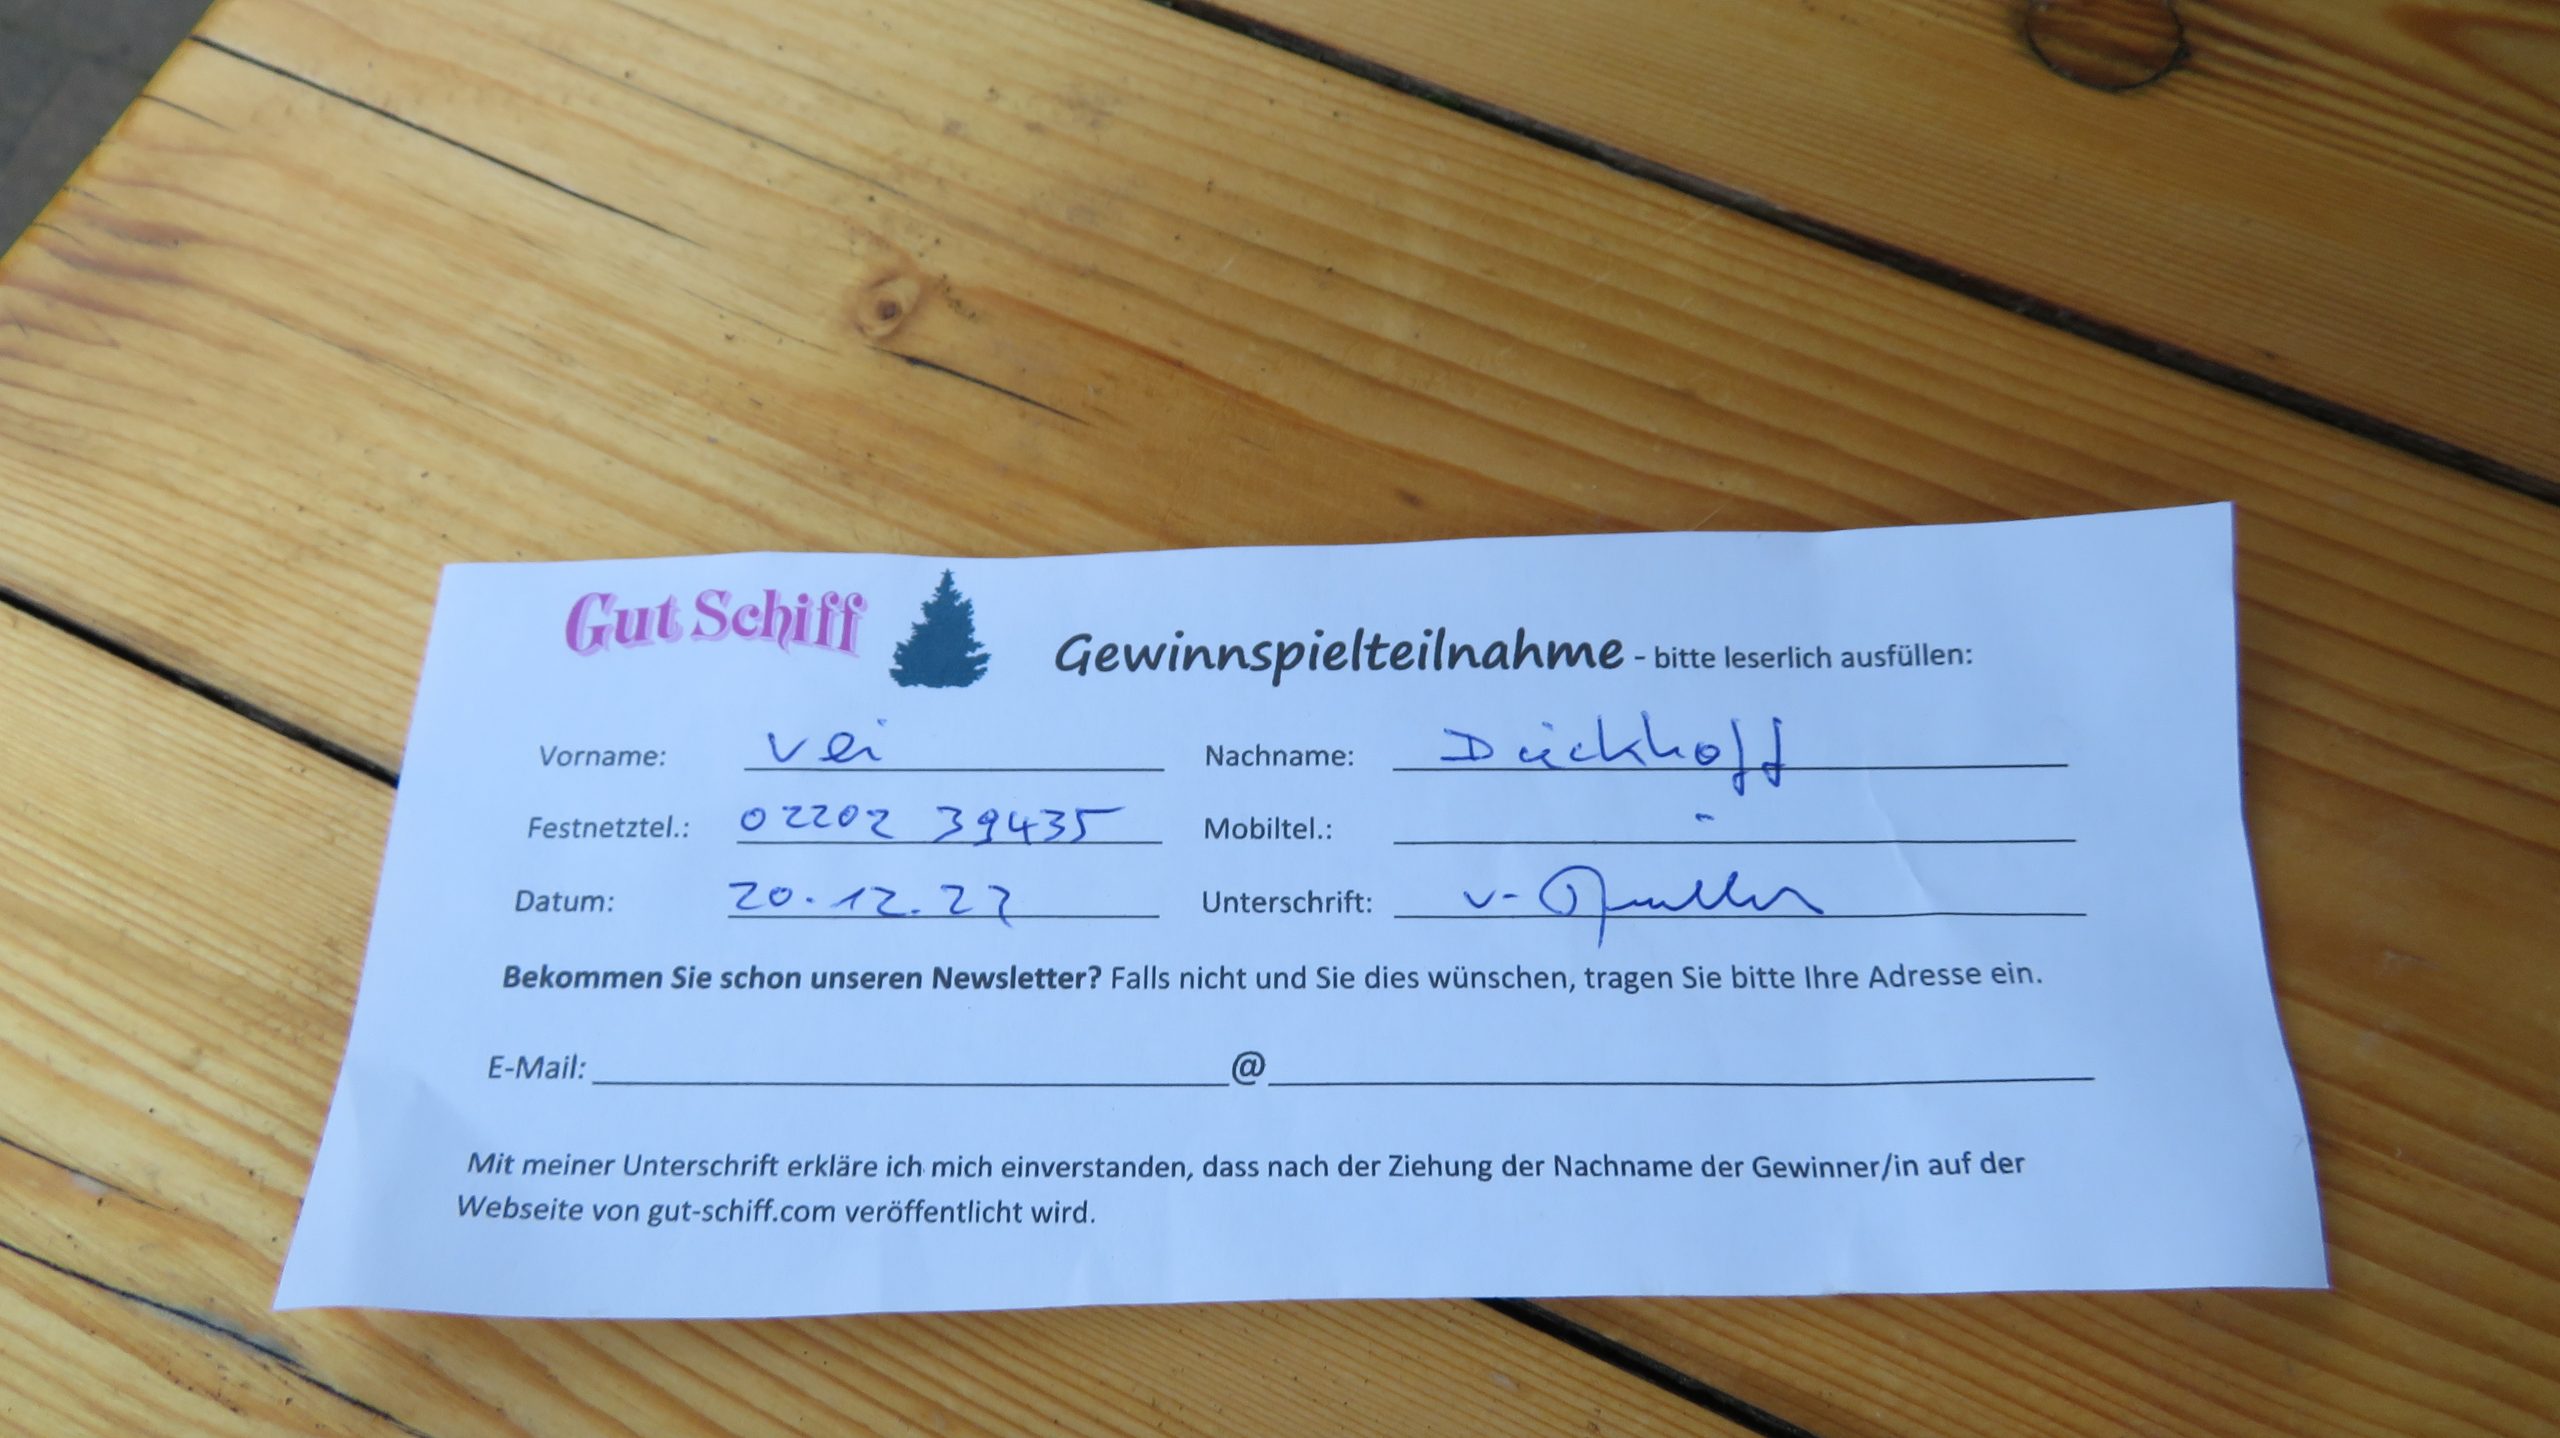 Gut Schiff
Gewinnspielteilnahme - bitte leserlich ausfüllen:
Vorname: Vei Nachname: Dückhoff
Festnetztel.: 02202 39435 Mobiltel.: -
Datum: 20.12.22 Unterschrift: v-
Bekommen Sie schon unseren Newsletter? Falls nicht und Sie dies wünschen, tragen Sie bitte Ihre Adresse ein.
E-Mail: @
Mit meiner Unterschrift erkläre ich mich einverstanden, dass nach der Ziehung der Nachname der Gewinner/in auf der
Webseite von gut-schiff.com veröffentlicht wird.